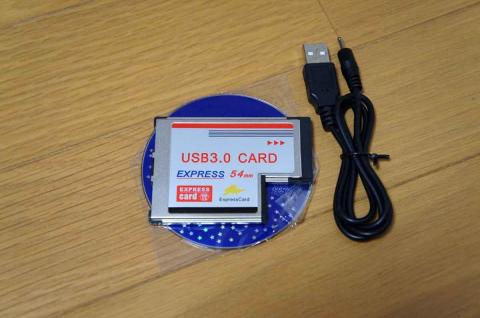 USB3.0 CARD
EXPRESS 54mm
EXPRESS
card
ExpressCard